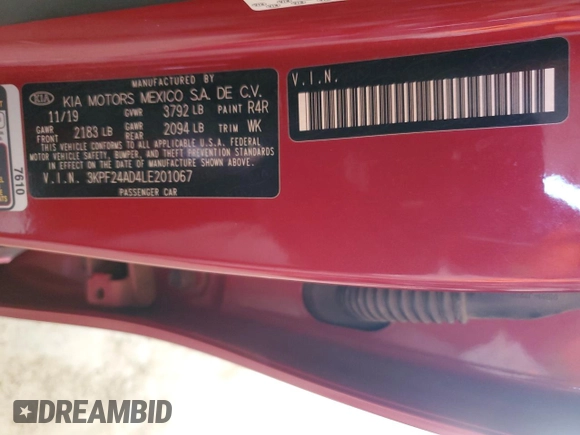 MANUFACTURED BY
KIA KIA MOTORS MEXICO S.A. DE C.V.
11/19 GVWR 3792 LB PAINT R4R
GAWR FRONT 2183 LB GAWR REAR 2094 LB TRIM WK
THIS VEHICLE CONFORMS TO ALL APPLICABLE U.S.A. FEDERAL
MOTOR VEHICLE SAFETY, BUMPER, AND THEFT PREVENTION
STANDARDS IN EFFECT ON THE DATE OF MANUFACTURE SHOWN ABOVE.
V.I.N. 3KPF24AD4LE201067
PASSENGER CAR
V.I.N.
7610
DREAMBID